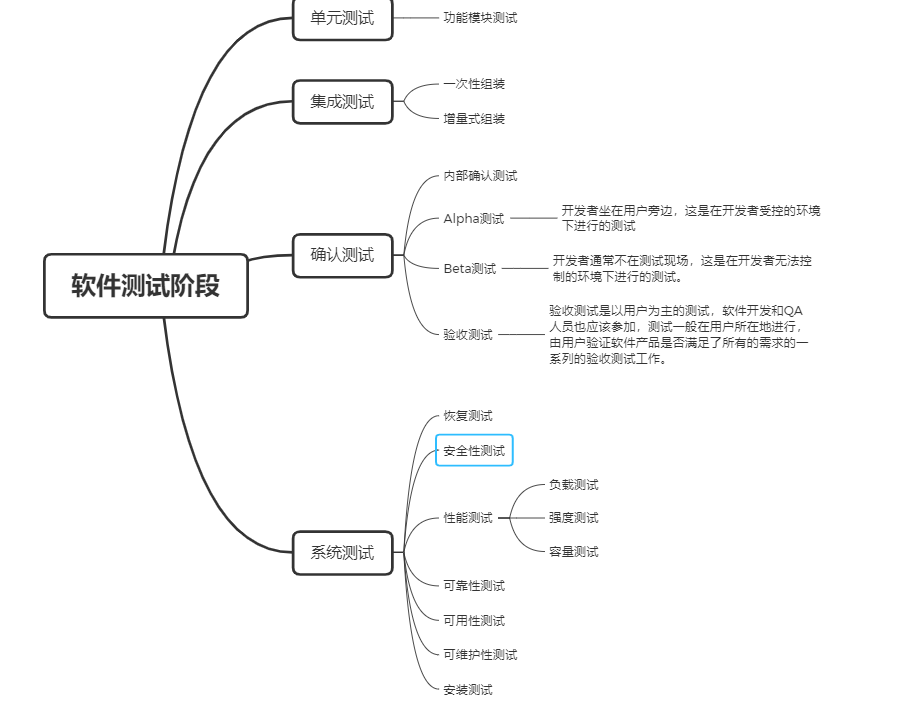 软件测试阶段
单元测试
功能模块测试
集成测试
一次性组装
增量式组装
确认测试
内部确认测试
Alpha测试
开发者坐在用户旁边，这是在开发者受控的环境
下进行的测试
Beta测试
开发者通常不在测试现场，这是在开发者无法控
制的环境下进行的测试。
验收测试
验收测试是以用户为主的测试，软件开发和QA
人员也应该参加，测试一般在用户所在地进行，
由用户验证软件产品是否满足了所有的需求的一
系列的验收测试工作。
系统测试
恢复测试
安全性测试
性能测试
负载测试
强度测试
容量测试
可靠性测试
可用性测试
可维护性测试
安装测试